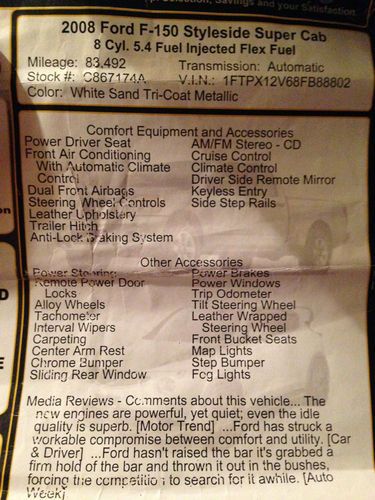 Selection, Savings and your Satisfaction
2008 Ford F-150 Styleside Super Cab
8 Cyl. 5.4 Fuel Injected Flex Fuel
Mileage: 83,492 Transmission: Automatic
Stock #: C867174A V.I.N.: 1FTPX12V68FB88802
Color: White Sand Tri-Coat Metallic
Comfort Equipment and Accessories
Power Driver Seat AM/FM Stereo - CD
Front Air Conditioning Cruise Control
With Automatic Climate Climate Control
Control Driver Side Remote Mirror
Dual Front Airbags Keyless Entry
Steering Wheel Controls Side Step Rails
Leather Upholstery
Trailer Hitch
Anti-Lock Braking System
Other Accessories
Power Steering Power Brakes
Remote Power Door Power Windows
Locks Trip Odometer
Alloy Wheels Tilt Steering Wheel
Tachometer Leather Wrapped
Interval Wipers Steering Wheel
Carpeting Front Bucket Seats
Center Arm Rest Map Lights
Chrome Bumper Step Bumper
Sliding Rear Window Fog Lights
Media Reviews - Comments about this vehicle... The
new engines are powerful, yet quiet; even the idle
quality is superb. [Motor Trend] ...Ford has struck a
workable compromise between comfort and utility. [Car
& Driver] ...Ford hasn't raised the bar it's grabbed a
firm hold of the bar and thrown it out in the bushes,
forcing the competition to search for it awhile. [Auto
Week]